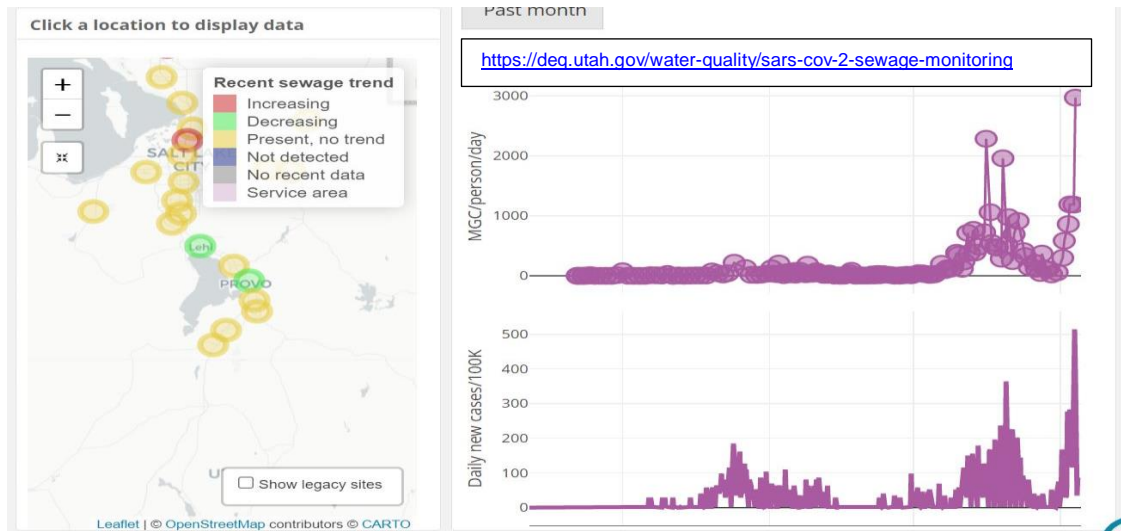 Click a location to display data
+
−
Recent sewage trend
Increasing
Decreasing
Present, no trend
Not detected
No recent data
Service area
SALT LAKE
CITY
Lehi
PROVO
U
Show legacy sites
Leaflet | © OpenStreetMap contributors © CARTO
Past month
https://deq.utah.gov/water-quality/sars-cov-2-sewage-monitoring
MGC/person/day
3000
2000
1000
0
Daily new cases/100K
500
400
300
200
100
0